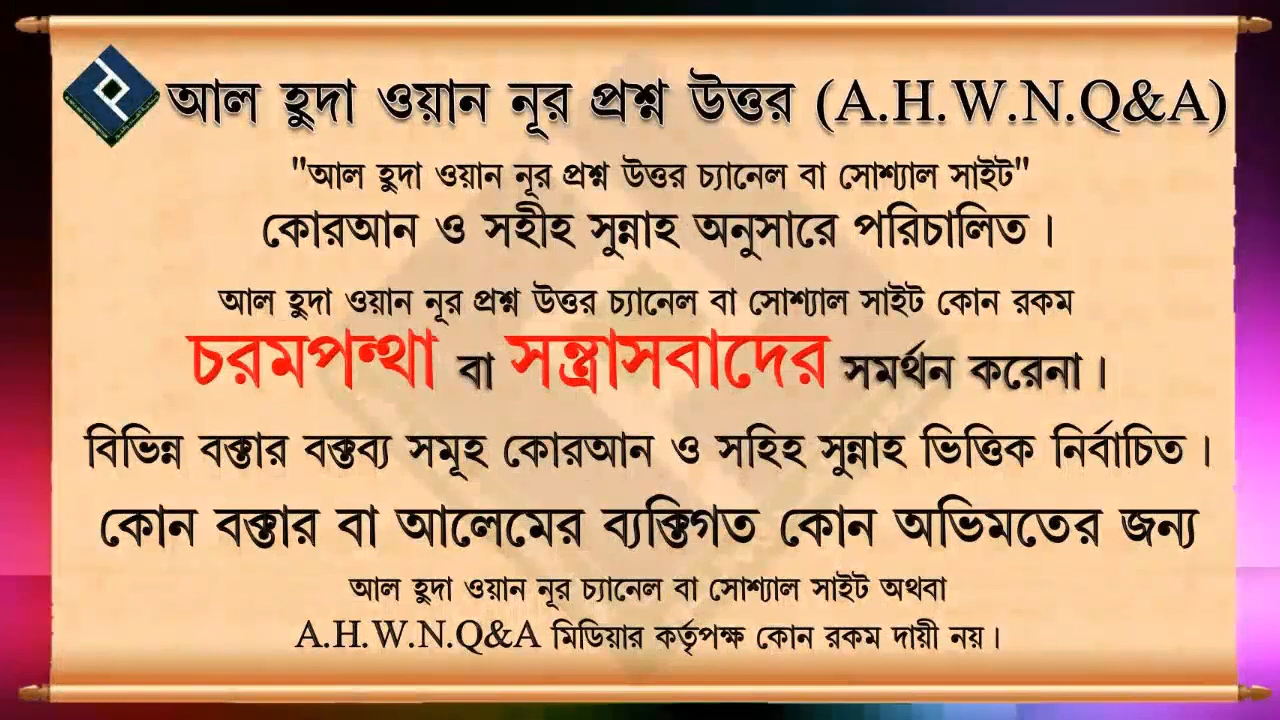 আল হুদা ওয়ান নূর প্রশ্ন উত্তর (A.H.W.N.Q&A)
"আল হুদা ওয়ান নূর প্রশ্ন উত্তর চ্যানেল বা সোশ্যাল সাইট"
কোরআন ও সহীহ সুন্নাহ অনুসারে পরিচালিত।
আল হুদা ওয়ান নূর প্রশ্ন উত্তর চ্যানেল বা সোশ্যাল সাইট কোন রকম
চরমপন্থা বা সন্ত্রাসবাদের সমর্থন করেনা।
বিভিন্ন বক্তার বক্তব্য সমূহ কোরআন ও সহিহ সুন্নাহ ভিত্তিক নির্বাচিত।
কোন বক্তার বা আলেমের ব্যক্তিগত কোন অভিমতের জন্য
আল হুদা ওয়ান নূর চ্যানেল বা সোশ্যাল সাইট অথবা
A.H.W.N.Q&A মিডিয়ার কর্তৃপক্ষ কোন রকম দায়ী নয়।